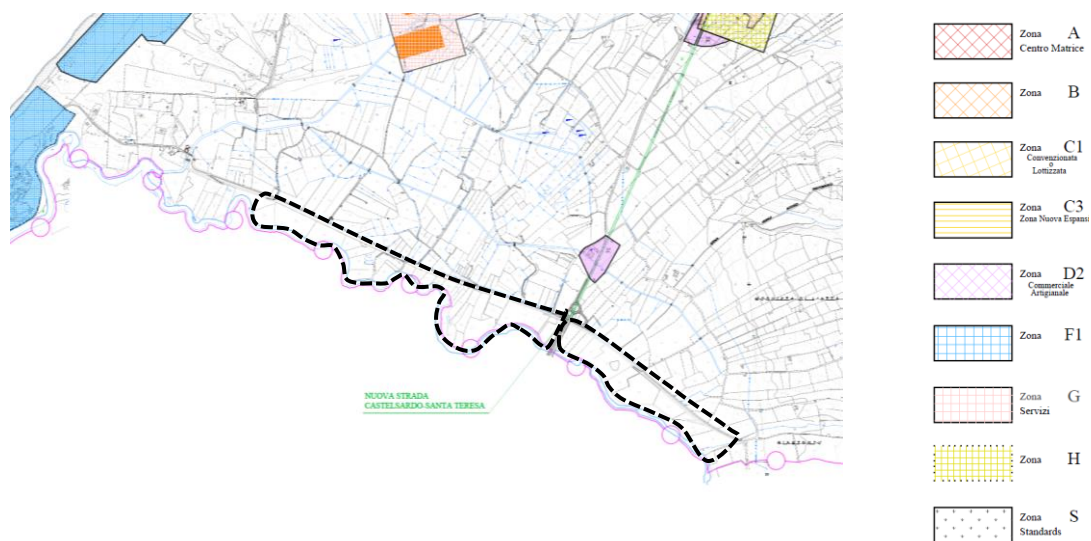 Zona A
Centro Matrice
Zona B
Zona C1
Convenzionata
o
Lottizzata
Zona C3
Zona Nuova Espans
Zona D2
Commerciale
Artigianale
Zona F1
Zona G
Servizi
Zona H
Zona S
Standards
NUOVA STRADA
CASTELSARDO-SANTA TERESA